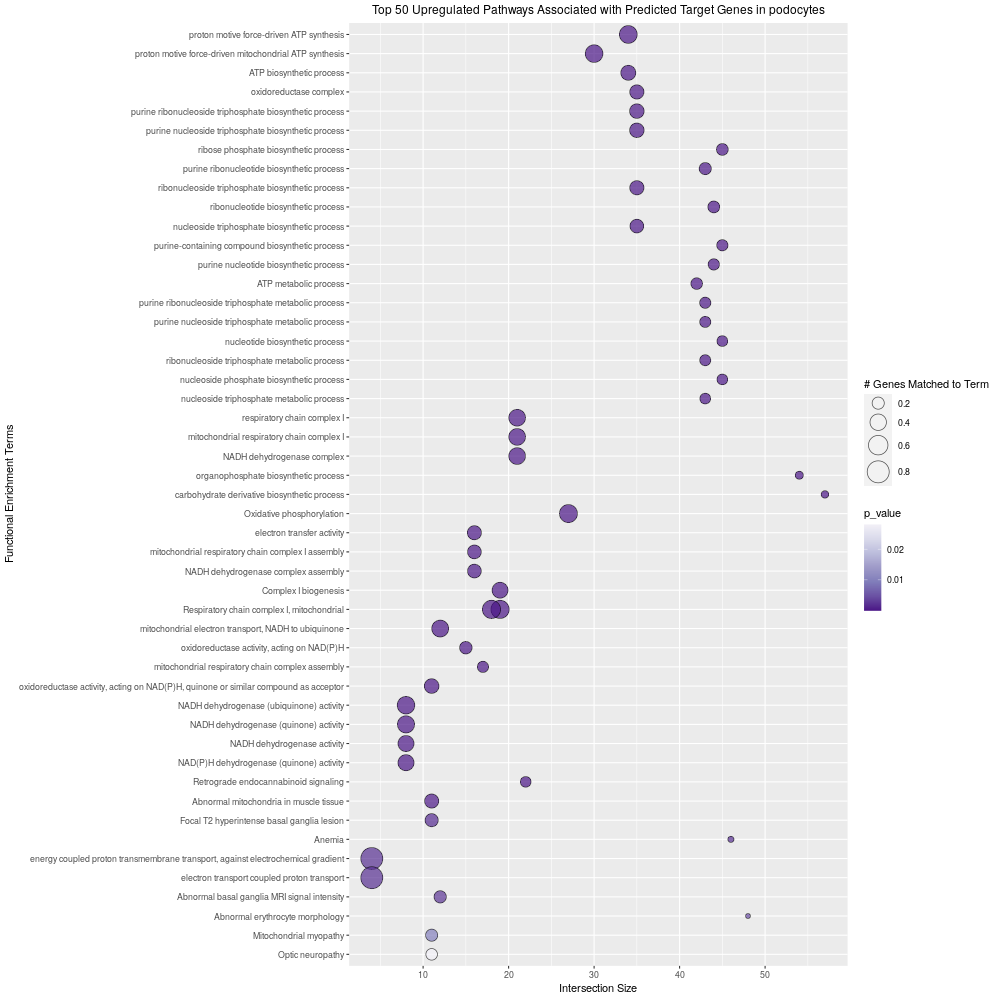 Top 50 Upregulated Pathways Associated with Predicted Target Genes in podocytes
Functional Enrichment Terms
proton motive force-driven ATP synthesis
proton motive force-driven mitochondrial ATP synthesis
ATP biosynthetic process
oxidoreductase complex
purine ribonucleoside triphosphate biosynthetic process
purine nucleoside triphosphate biosynthetic process
ribose phosphate biosynthetic process
purine ribonucleotide biosynthetic process
ribonucleoside triphosphate biosynthetic process
ribonucleotide biosynthetic process
nucleoside triphosphate biosynthetic process
purine-containing compound biosynthetic process
purine nucleotide biosynthetic process
ATP metabolic process
purine ribonucleoside triphosphate metabolic process
purine nucleoside triphosphate metabolic process
nucleotide biosynthetic process
ribonucleoside triphosphate metabolic process
nucleoside phosphate biosynthetic process
nucleoside triphosphate metabolic process
respiratory chain complex I
mitochondrial respiratory chain complex I
NADH dehydrogenase complex
organophosphate biosynthetic process
carbohydrate derivative biosynthetic process
Oxidative phosphorylation
electron transfer activity
mitochondrial respiratory chain complex I assembly
NADH dehydrogenase complex assembly
Complex I biogenesis
Respiratory chain complex I, mitochondrial
mitochondrial electron transport, NADH to ubiquinone
oxidoreductase activity, acting on NAD(P)H
mitochondrial respiratory chain complex assembly
oxidoreductase activity, acting on NAD(P)H, quinone or similar compound as acceptor
NADH dehydrogenase (ubiquinone) activity
NADH dehydrogenase (quinone) activity
NADH dehydrogenase activity
NAD(P)H dehydrogenase (quinone) activity
Retrograde endocannabinoid signaling
Abnormal mitochondria in muscle tissue
Focal T2 hyperintense basal ganglia lesion
Anemia
energy coupled proton transmembrane transport, against electrochemical gradient
electron transport coupled proton transport
Abnormal basal ganglia MRI signal intensity
Abnormal erythrocyte morphology
Mitochondrial myopathy
Optic neuropathy
10 20 30 40 50
Intersection Size
# Genes Matched to Term
0.2
0.4
0.6
0.8
p_value
0.02
0.01